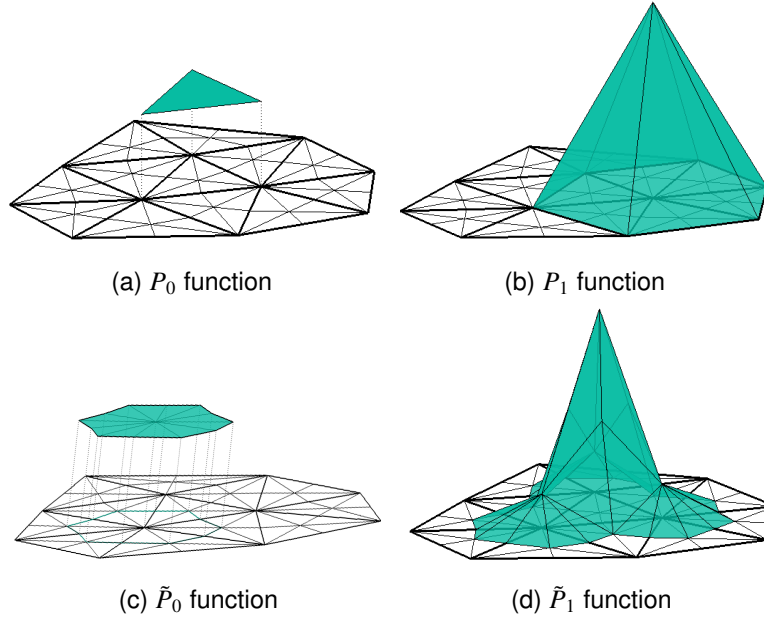 (a) P₀ function
(b) P₁ function
(c) P̃₀ function
(d) P̃₁ function